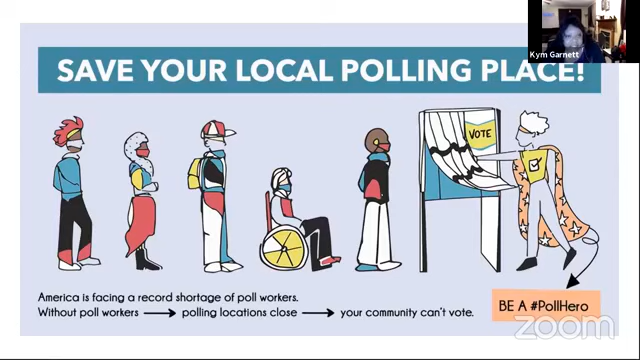 Kym Garnett
SAVE YOUR LOCAL POLLING PLACE!
VOTE
America is facing a record shortage of poll workers.
Without poll workers → polling locations close → your community can't vote.
BE A #PollHero
zoom